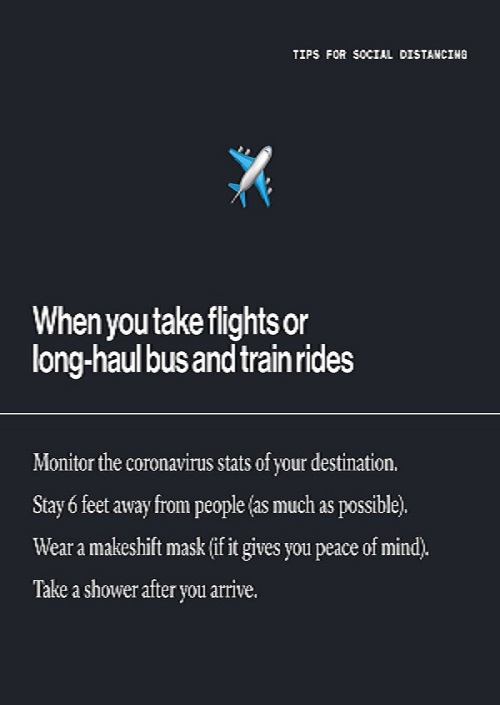 TIPS FOR SOCIAL DISTANCING
When you take flights or
long-haul bus and train rides
Monitor the coronavirus stats of your destination.
Stay 6 feet away from people (as much as possible).
Wear a makeshift mask (if it gives you peace of mind).
Take a shower after you arrive.